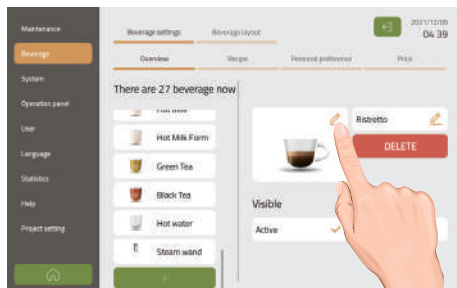 Maintenance
Beverage
System
Operation panel
User
Language
Statistics
Help
Project setting
Beverage settings
Beverage layout
2021/12/09
04 39
Overview
Recipe
Personal preference
Price
There are 27 beverage now
Hot Milk
Hot Milk Form
Green Tea
Black Tea
Hot water
Steam wand
+
Ristretto
DELETE
Visible
Active